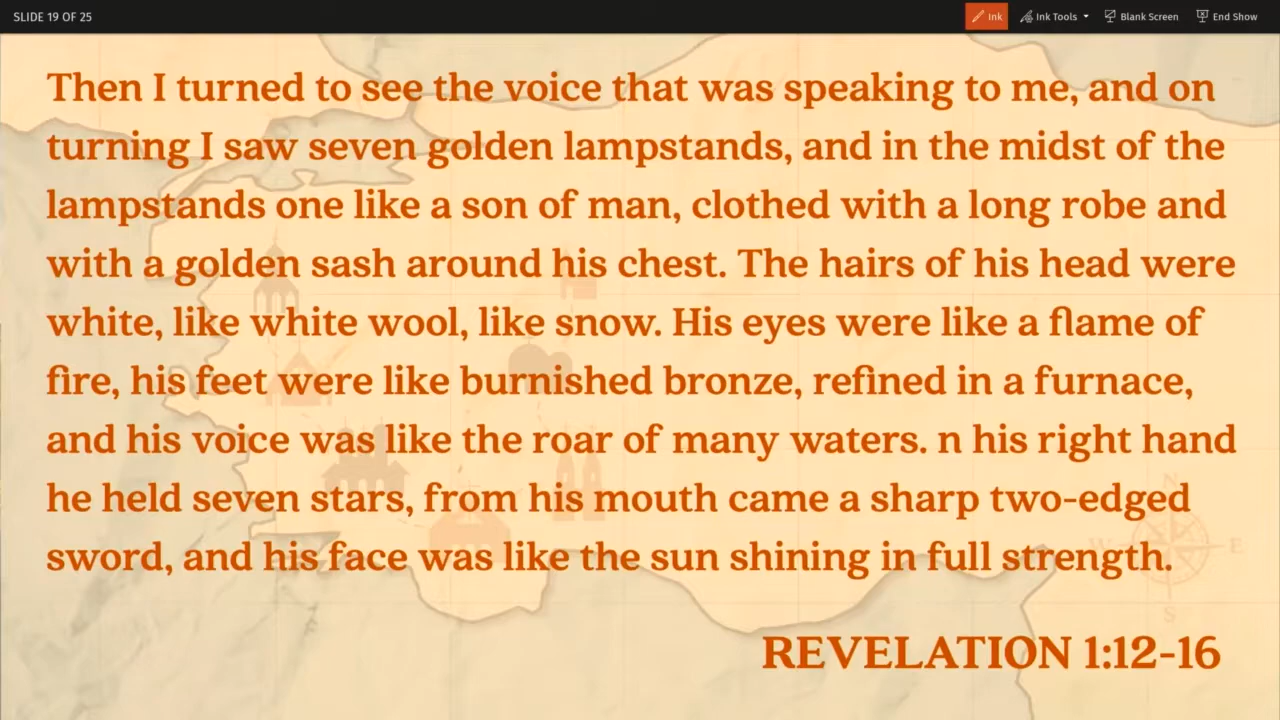 SLIDE 19 OF 25
Ink
Ink Tools
Blank Screen
End Show
Then I turned to see the voice that was speaking to me, and on
turning I saw seven golden lampstands, and in the midst of the
lampstands one like a son of man, clothed with a long robe and
with a golden sash around his chest. The hairs of his head were
white, like white wool, like snow. His eyes were like a flame of
fire, his feet were like burnished bronze, refined in a furnace,
and his voice was like the roar of many waters. n his right hand
he held seven stars, from his mouth came a sharp two-edged
sword, and his face was like the sun shining in full strength.
N
W
E
S
REVELATION 1:12-16